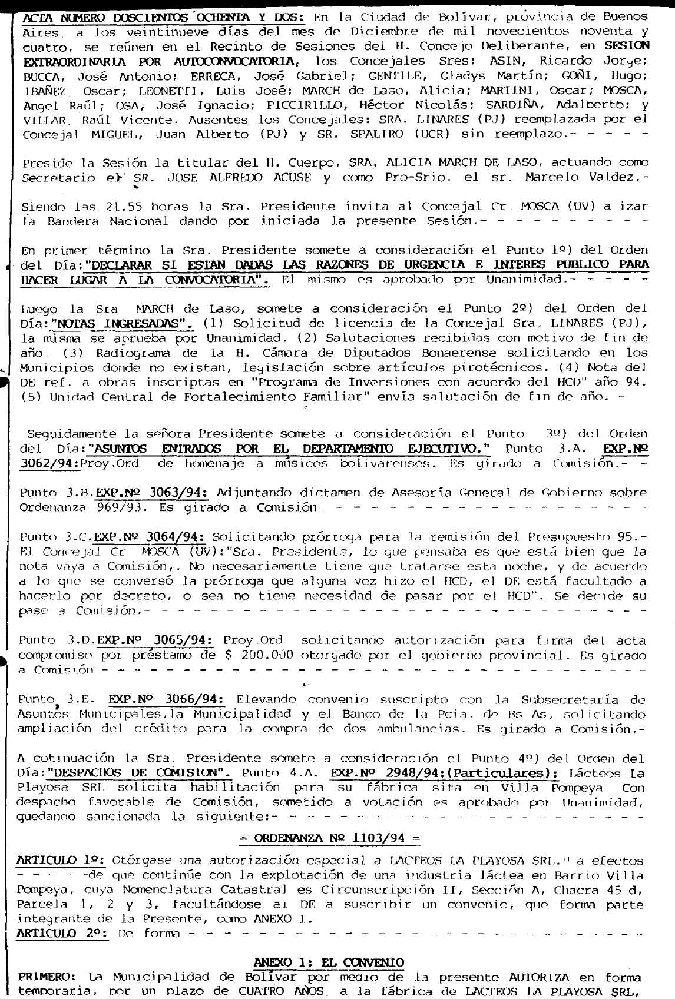 ACTA NUMERO DOSCIENTOS OCHENTA Y DOS: En la Ciudad de Bolívar, próvincia de Buenos
Aires a los veintinueve días del mes de Diciembre de mil novecientos noventa y
cuatro, se reúnen en el Recinto de Sesiones del H. Concejo Deliberante, en SESION
EXTRAORDINARIA POR AUTOCONVOCATORIA, los Concejales Sres: ASIN, Ricardo Jorge;
BUCCA, José Antonio; ERRECA, José Gabriel; GENTILE, Gladys Martín; GOÑI, Hugo;
IBAÑEZ Oscar; LEONETTI, Luis José; MARCH de Laso, Alicia; MARTINI, Oscar; MOSCA,
Angel Raúl; OSA, José Ignacio; PICCIRILLO, Héctor Nicolás; SARDIÑA, Adalberto; y
VILLAR, Raúl Vicente. Ausentes los Concejales: SRA. LINARES (PJ) reemplazada por el
Concejal MIGUEL, Juan Alberto (PJ) y SR. SPALTRO (UCR) sin reemplazo.- - - - -
Preside la Sesión la titular del H. Cuerpo, SRA. ALICIA MARCH DE LASO, actuando como
Secretario el SR. JOSE ALFREDO ACUSE y como Pro-Srio. el sr. Marcelo Valdez.-
Siendo las 21.55 horas la Sra. Presidente invita al Concejal Cr MOSCA (UV) a izar
la Bandera Nacional dando por iniciada la presente Sesión.- - - - - - - - - - -
En primer término la Sra. Presidente somete a consideración el Punto 1º) del Orden
del Día:"DECLARAR SI ESTAN DADAS LAS RAZONES DE URGENCIA E INTERES PUBLICO PARA
HACER LUGAR A LA CONVOCATORIA". El mismo es aprobado por Unanimidad.- - - - -
Luego la Sra MARCH de Laso, somete a consideración el Punto 2º) del Orden del
Día:"NOTAS INGRESADAS". (1) Solicitud de licencia de la Concejal Sra. LINARES (PJ),
la misma se aprueba por Unanimidad. (2) Salutaciones recibidas con motivo de fin de
año (3) Radiograma de la H. Cámara de Diputados Bonaerense solicitando en los
Municipios donde no existan, legislación sobre artículos pirotécnicos. (4) Nota del
DE ref. a obras inscriptas en "Programa de Inversiones con acuerdo del HCD" año 94.
(5) Unidad Central de Fortalecimiento Familiar" envía salutación de fin de año. -
Seguidamente la señora Presidente somete a consideración el Punto 3º) del Orden
del Día:"ASUNTOS ENTRADOS POR EL DEPARTAMENTO EJECUTIVO." Punto 3.A. EXP.Nº
3062/94:Proy.Ord de homenaje a músicos bolivarenses. Es girado a Comisión.- -
Punto 3.B.EXP.Nº 3063/94: Adjuntando dictamen de Asesoría General de Gobierno sobre
Ordenanza 969/93. Es girado a Comisión. - - - - - - - - - - - - - - - - - - - -
Punto 3.C.EXP.Nº 3064/94: Solicitando prórroga para la remisión del Presupuesto 95.-
El Concejal Cr MOSCA (UV):"Sra. Presidente, lo que pensaba es que está bien que la
nota vaya a Comisión,. No necesariamente tiene que tratarse esta noche, y de acuerdo
a lo que se conversó la prórroga que alguna vez hizo el HCD, el DE está facultado a
hacerlo por decreto, o sea no tiene necesidad de pasar por el HCD". Se decide su
pase a Comisión.- - - - - - - - - - - - - - - - - - - - - - - - - - - - - - - -
Punto 3.D.EXP.Nº 3065/94: Proy.Ord solicitando autorización para firma del acta
compromiso por préstamo de $ 200.000 otorgado por el gobierno provincial. Es girado
a Comisión - - - - - - - - - - - - - - - - - - - - - - - - - - - - - - - - - -
Punto 3.E. EXP.Nº 3066/94: Elevando convenio suscripto con la Subsecretaría de
Asuntos Municipales,la Municipalidad y el Banco de la Pcia. de Bs As, solicitando
ampliación del crédito para la compra de dos ambulancias. Es girado a Comisión.-
A cotinuación la Sra. Presidente somete a consideración el Punto 4º) del Orden del
Día:"DESPACHOS DE COMISION". Punto 4.A. EXP.Nº 2948/94:(Particulares): Lácteos La
Playosa SRL solicita habilitación para su fábrica sita en Villa Pompeya Con
despacho favorable de Comisión, sometido a votación es aprobado por Unanimidad,
quedando sancionada la siguiente:- - - - - - - - - - - - - - - - - - - - - - -
= ORDENANZA Nº 1103/94 =
ARTICULO 1º: Otórgase una autorización especial a LACTEOS LA PLAYOSA SRL." a efectos
- - - - -de que continúe con la explotación de una industria láctea en Barrio Villa
Pompeya, cuya Nomenclatura Catastral es Circunscripción II, Sección A, Chacra 45 d,
Parcela 1, 2 y 3, facultándose al DE a suscribir un convenio, que forma parte
integrante de la Presente, como ANEXO 1.
ARTICULO 2º: De forma - - - - - - - - - - - - - - - - - - - - - - - - - - - - -
ANEXO 1: EL CONVENIO
PRIMERO: La Municipalidad de Bolívar por medio de la presente AUTORIZA en forma
temporaria, por un plazo de CUATRO AÑOS, a la fábrica de LACTEOS LA PLAYOSA SRL,